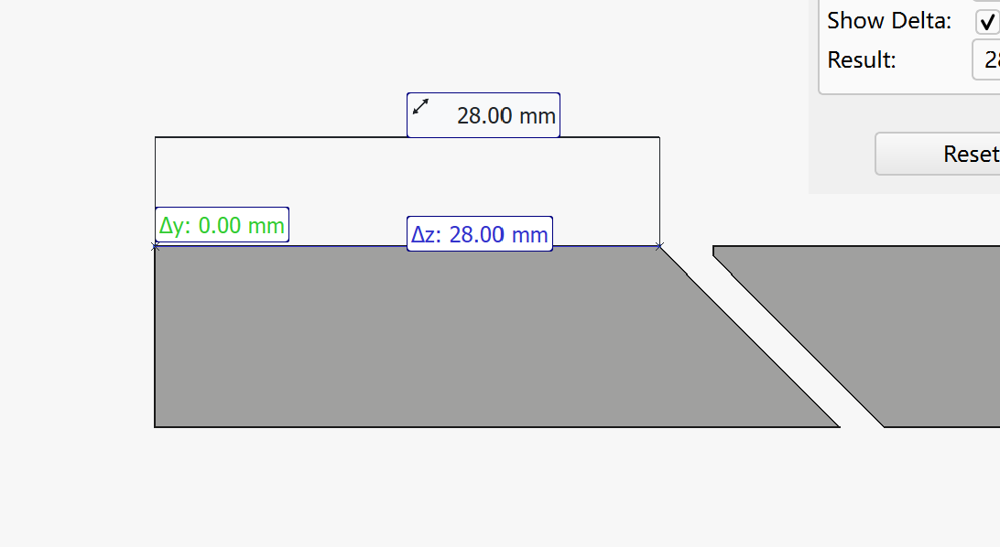 Show Delta:
Result:
28.00 mm
Reset
Δy: 0.00 mm
Δz: 28.00 mm